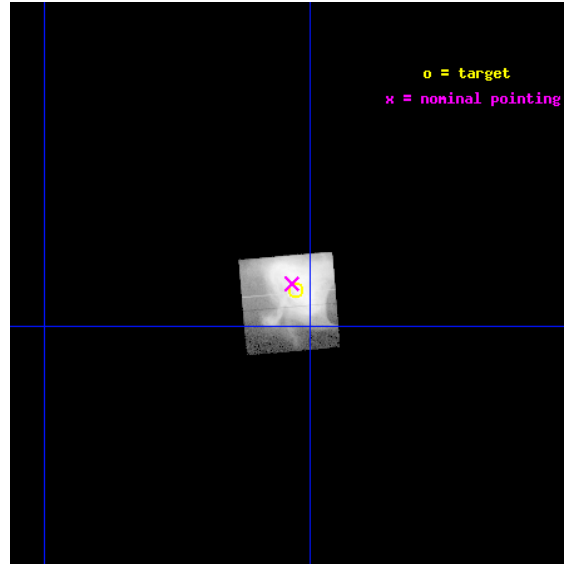 o = target
x = nominal pointing